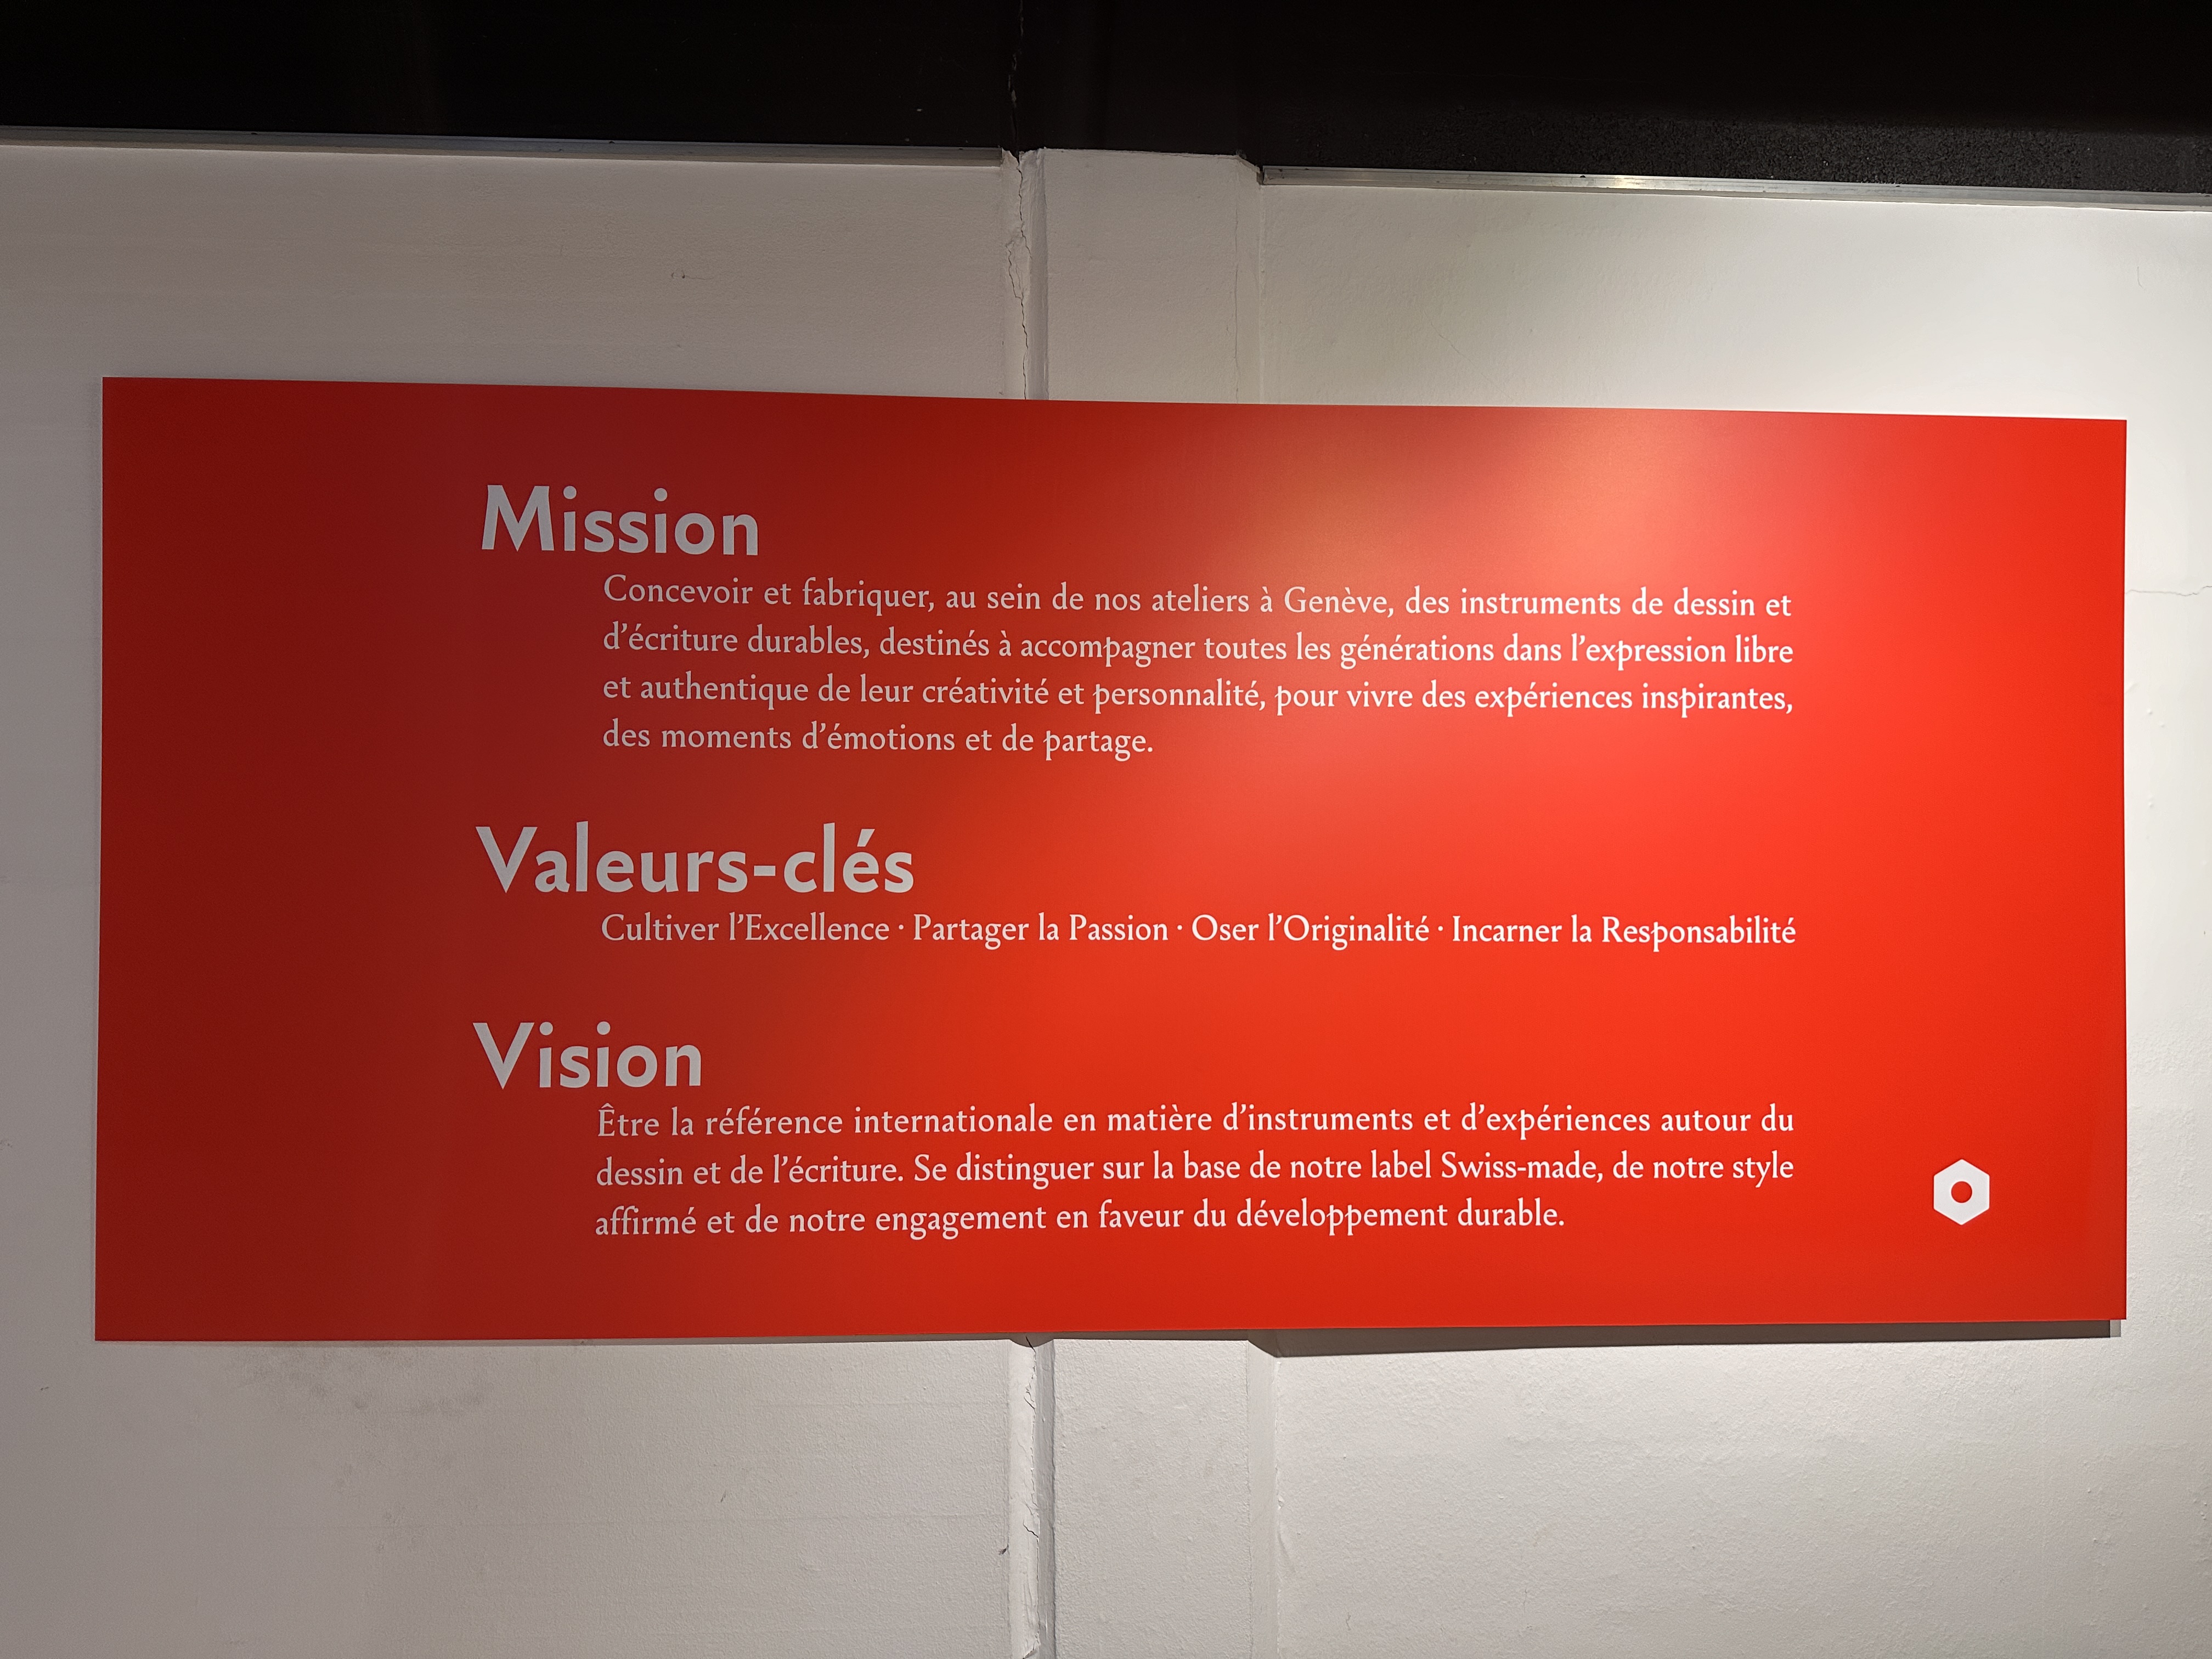 Mission
Concevoir et fabriquer, au sein de nos ateliers à Genève, des instruments de dessin et
d’écriture durables, destinés à accompagner toutes les générations dans l’expression libre
et authentique de leur créativité et personnalité, pour vivre des expériences inspirantes,
des moments d’émotions et de partage.
Valeurs-clés
Cultiver l’Excellence · Partager la Passion · Oser l’Originalité · Incarner la Responsabilité
Vision
Être la référence internationale en matière d’instruments et d’expériences autour du
dessin et de l’écriture. Se distinguer sur la base de notre label Swiss-made, de notre style
affirmé et de notre engagement en faveur du développement durable.